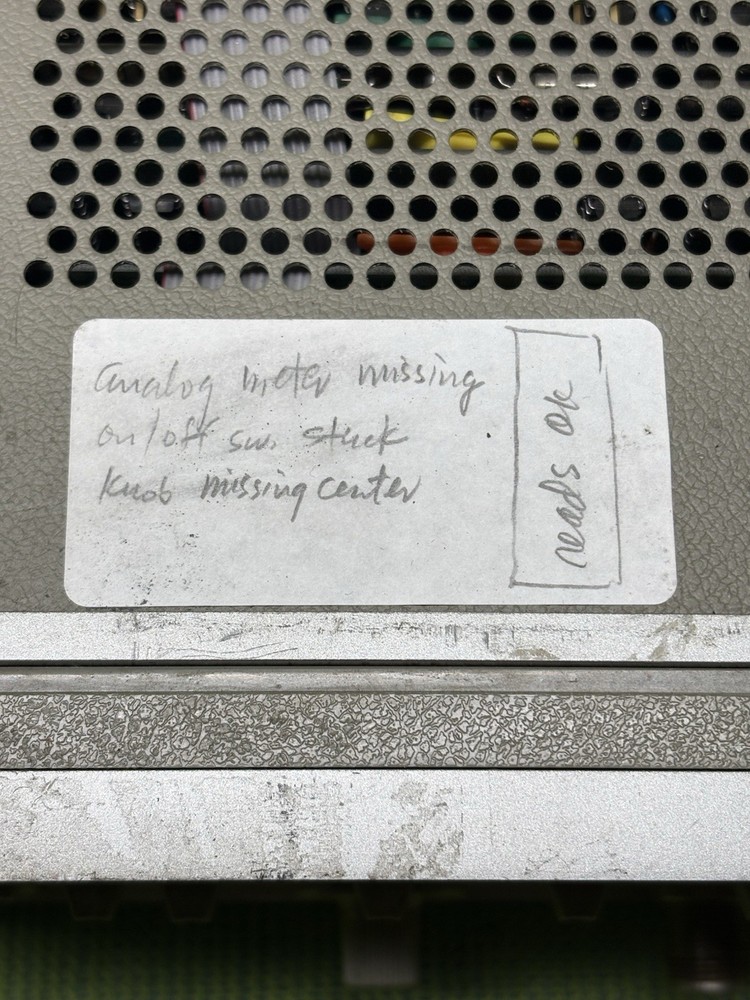 analog meter missing
on/off sw. stuck
knob missing center
reads ok